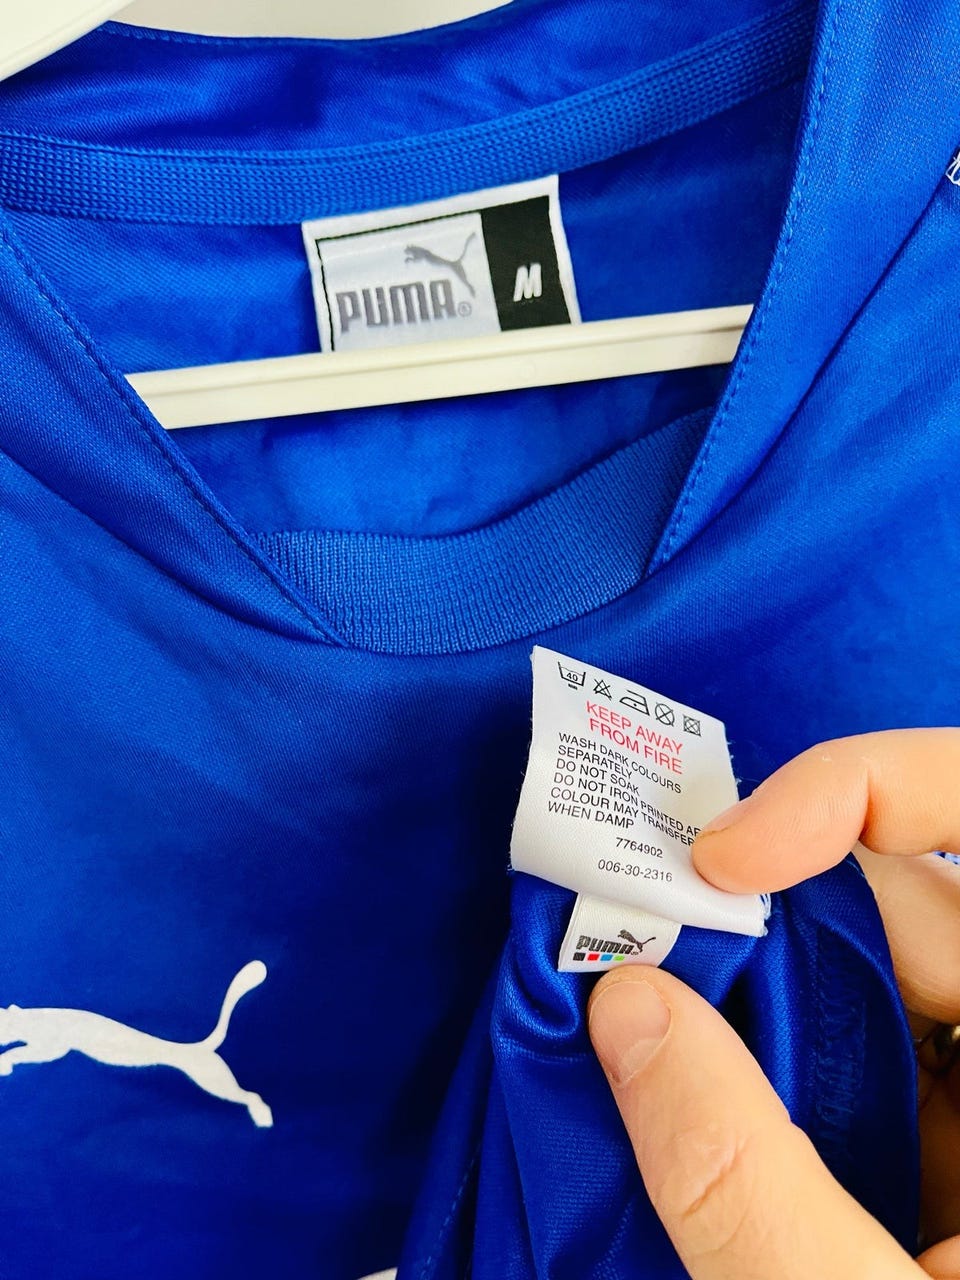 PUMA®
M
40
KEEP AWAY
FROM FIRE
WASH DARK COLOURS
SEPARATELY
DO NOT SOAK
DO NOT IRON PRINTED
COLOUR MAY TRANSFER
WHEN DAMP
7764902
006-30-2316
PUMA®